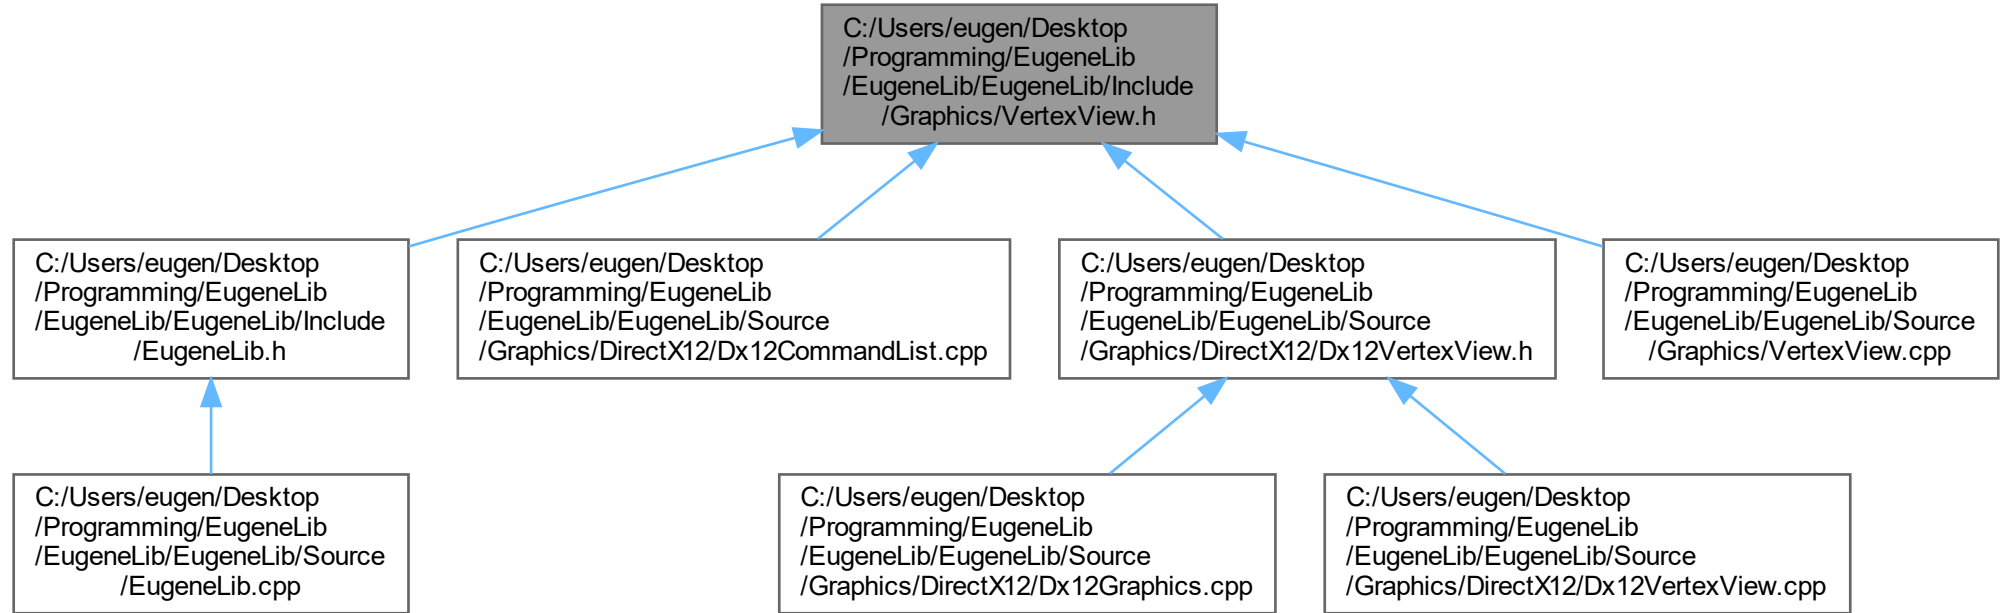 C:/Users/eugen/Desktop
/Programming/EugeneLib
/EugeneLib/EugeneLib/Include
/Graphics/VertexView.h
C:/Users/eugen/Desktop
/Programming/EugeneLib
/EugeneLib/EugeneLib/Include
/EugeneLib.h
C:/Users/eugen/Desktop
/Programming/EugeneLib
/EugeneLib/EugeneLib/Source
/Graphics/DirectX12/Dx12CommandList.cpp
C:/Users/eugen/Desktop
/Programming/EugeneLib
/EugeneLib/EugeneLib/Source
/Graphics/DirectX12/Dx12VertexView.h
C:/Users/eugen/Desktop
/Programming/EugeneLib
/EugeneLib/EugeneLib/Source
/Graphics/VertexView.cpp
C:/Users/eugen/Desktop
/Programming/EugeneLib
/EugeneLib/EugeneLib/Source
/EugeneLib.cpp
C:/Users/eugen/Desktop
/Programming/EugeneLib
/EugeneLib/EugeneLib/Source
/Graphics/DirectX12/Dx12Graphics.cpp
C:/Users/eugen/Desktop
/Programming/EugeneLib
/EugeneLib/EugeneLib/Source
/Graphics/DirectX12/Dx12VertexView.cpp